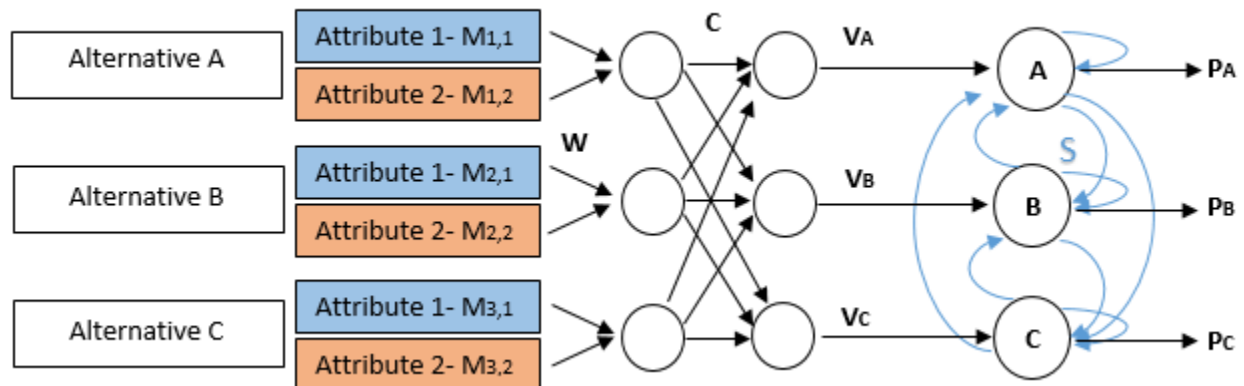 Alternative A
Attribute 1- M1,1
Attribute 2- M1,2
C
VA
A
PA
Alternative B
Attribute 1- M2,1
Attribute 2- M2,2
W
VB
S
B
PB
Alternative C
Attribute 1- M3,1
Attribute 2- M3,2
VC
C
PC